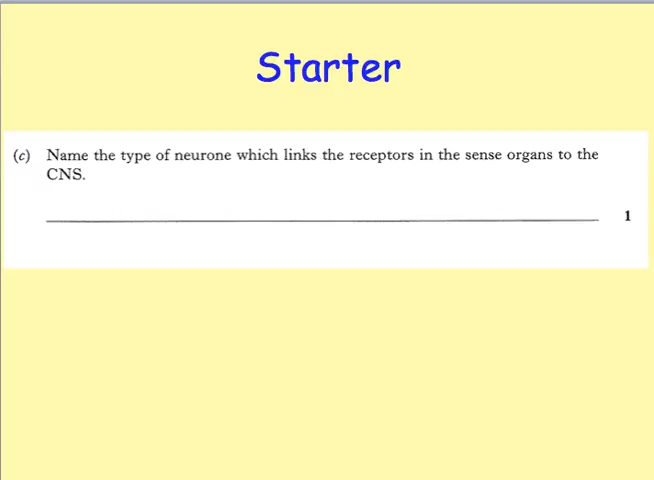 Starter
(c) Name the type of neurone which links the receptors in the sense organs to the
CNS.
1